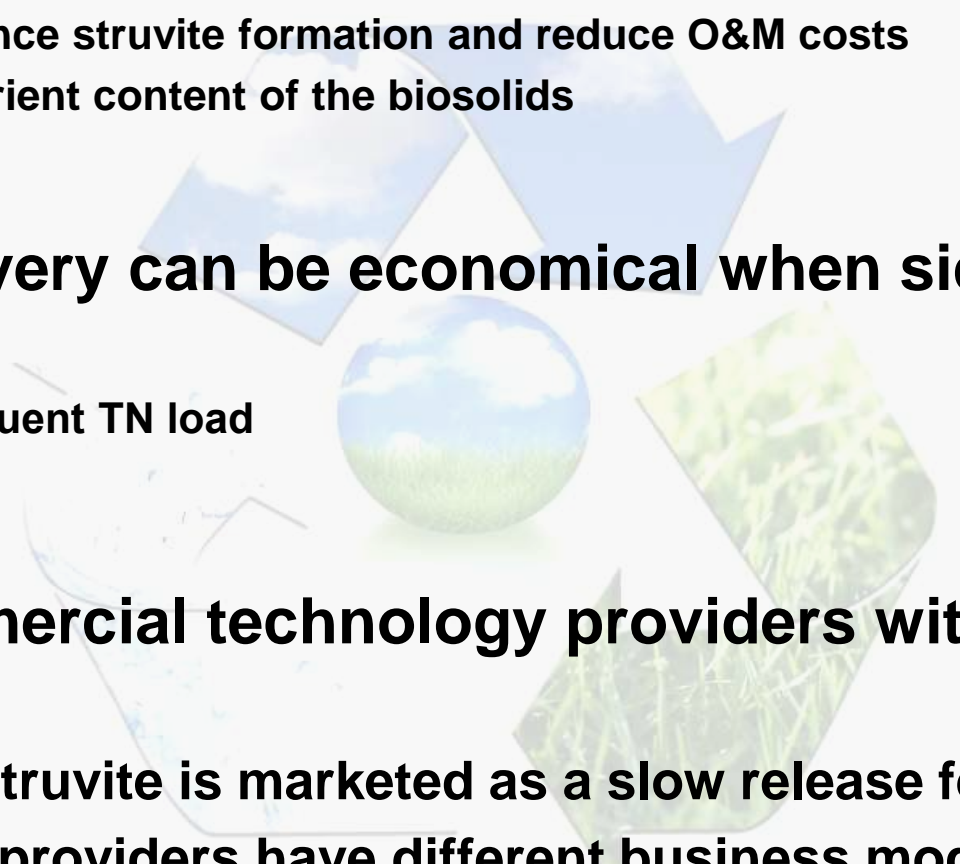 nce struvite formation and reduce O&M costs
rient content of the biosolids
very can be economical when sid
uent TN load
mercial technology providers wit
truvite is marketed as a slow release fe
providers have different business mod